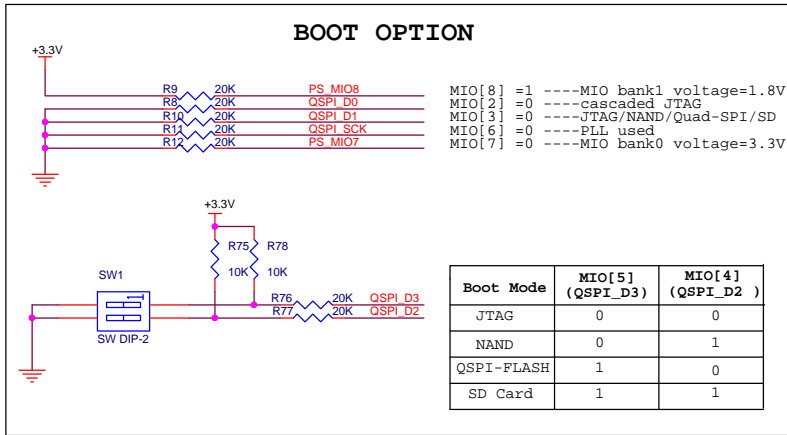 BOOT OPTION
+3.3V
R9 20K PS_MIO8 MIO[8] =1 ----MIO bank1 voltage=1.8V
R8 20K QSPI_D0 MIO[2] =0 ----cascaded JTAG
R10 20K QSPI_D1 MIO[3] =0 ----JTAG/NAND/Quad-SPI/SD
R11 20K QSPI_SCK MIO[6] =0 ----PLL used
R12 20K PS_MIO7 MIO[7] =0 ----MIO bank0 voltage=3.3V
+3.3V
R75 R78
10K 10K
SW1
1
SW DIP-2
R76 20K QSPI_D3
R77 20K QSPI_D2
Boot Mode MIO[5] (QSPI_D3) MIO[4] (QSPI_D2 )
JTAG 0 0
NAND 0 1
QSPI-FLASH 1 0
SD Card 1 1